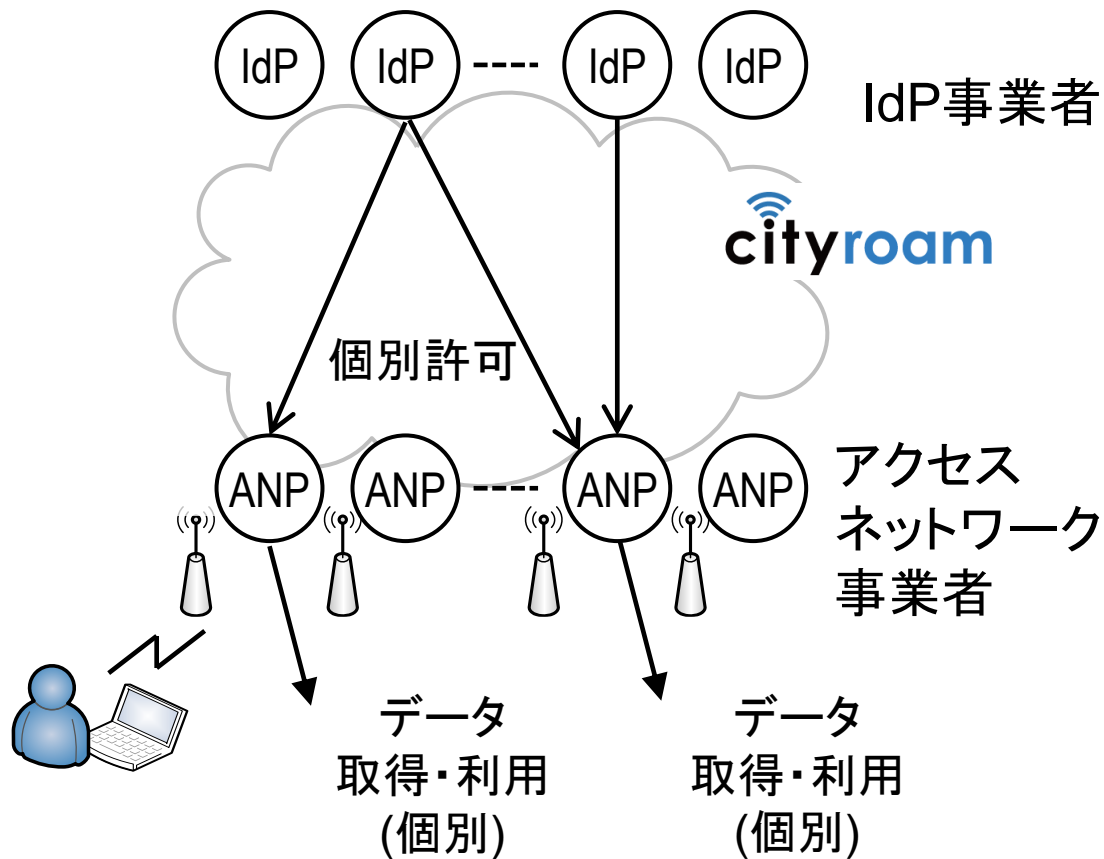 IdP
IdP
IdP
IdP
IdP事業者
cityroam
個別許可
ANP
ANP
ANP
ANP
アクセス
ネットワーク
事業者
データ
取得・利用
(個別)
データ
取得・利用
(個別)